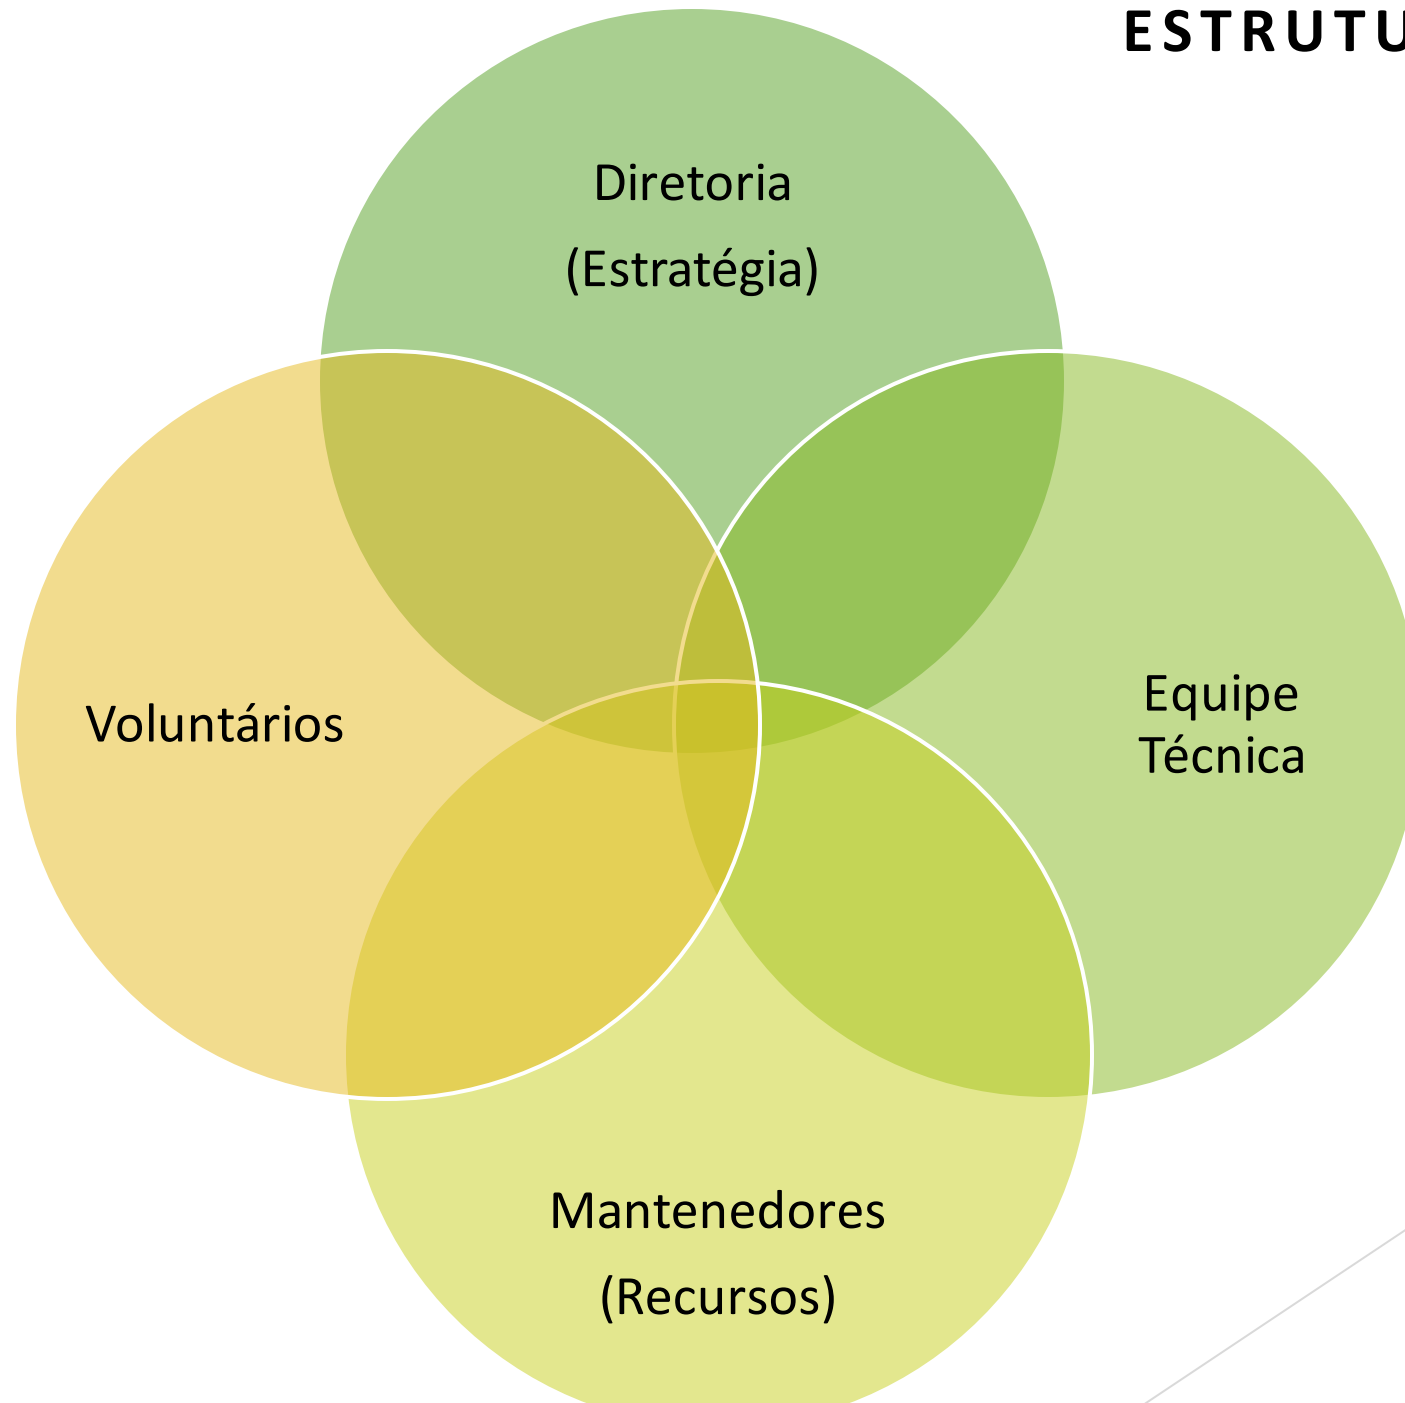 ESTRUTU
Diretoria
(Estratégia)
Voluntários
Equipe
Técnica
Mantenedores
(Recursos)